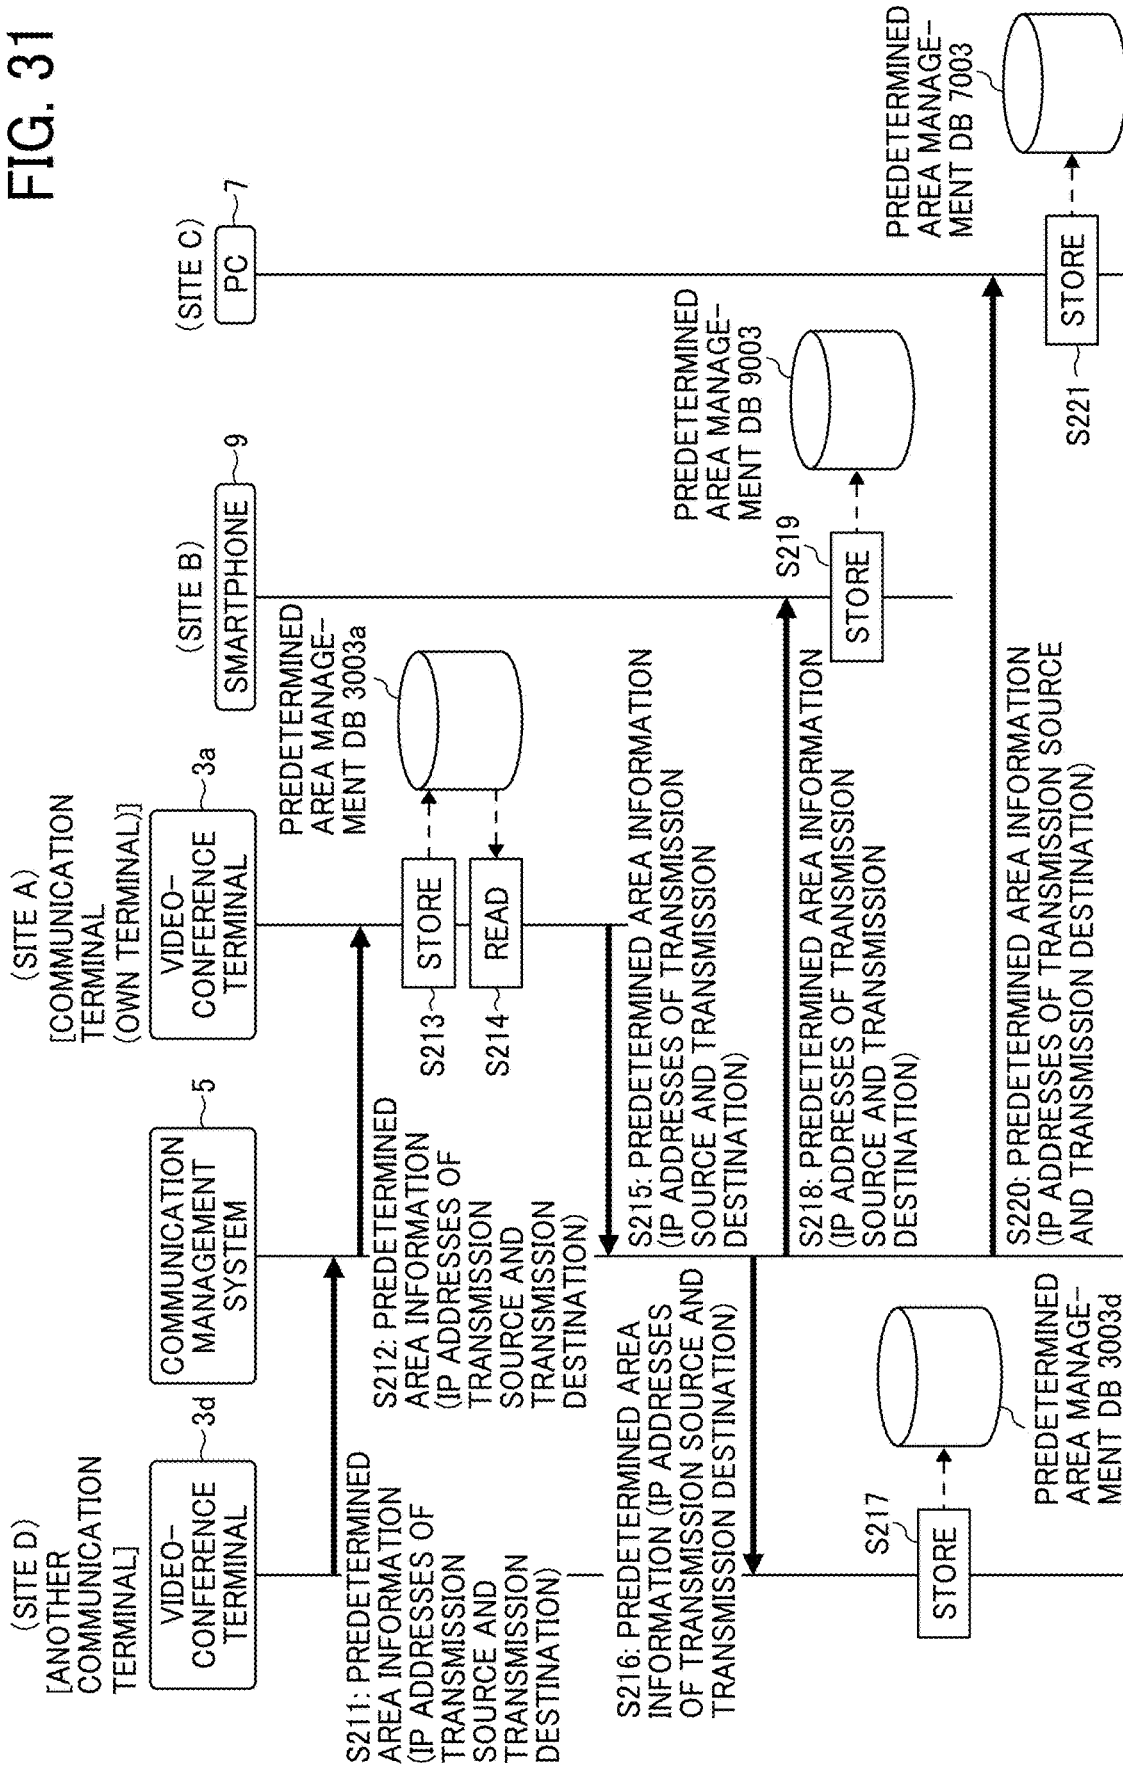 FIG. 31
(SITE D)
[ANOTHER
COMMUNICATION
TERMINAL]
VIDEO-
CONFERENCE
TERMINAL
3d
COMMUNICATION
MANAGEMENT
SYSTEM
5
(SITE A)
[COMMUNICATION
TERMINAL
(OWN TERMINAL)]
VIDEO-
CONFERENCE
TERMINAL
3a
(SITE B)
SMARTPHONE
9
(SITE C)
PC
7
S211: PREDETERMINED
AREA INFORMATION
(IP ADDRESSES OF
TRANSMISSION
SOURCE AND
TRANSMISSION
DESTINATION)
S212: PREDETERMINED
AREA INFORMATION
(IP ADDRESSES OF
TRANSMISSION
SOURCE AND
TRANSMISSION
DESTINATION)
PREDETERMINED
AREA MANAGE-
MENT DB 3003a
S213
STORE
S214
READ
S215: PREDETERMINED AREA INFORMATION
(IP ADDRESSES OF TRANSMISSION
SOURCE AND TRANSMISSION
DESTINATION)
S216: PREDETERMINED AREA
INFORMATION (IP ADDRESSES
OF TRANSMISSION SOURCE AND
TRANSMISSION DESTINATION)
S217
STORE
PREDETERMINED
AREA MANAGE-
MENT DB 3003d
S218: PREDETERMINED AREA INFORMATION
(IP ADDRESSES OF TRANSMISSION
SOURCE AND TRANSMISSION
DESTINATION)
S219
STORE
PREDETERMINED
AREA MANAGE-
MENT DB 9003
S220: PREDETERMINED AREA INFORMATION
(IP ADDRESSES OF TRANSMISSION SOURCE
AND TRANSMISSION DESTINATION)
S221
STORE
PREDETERMINED
AREA MANAGE-
MENT DB 7003